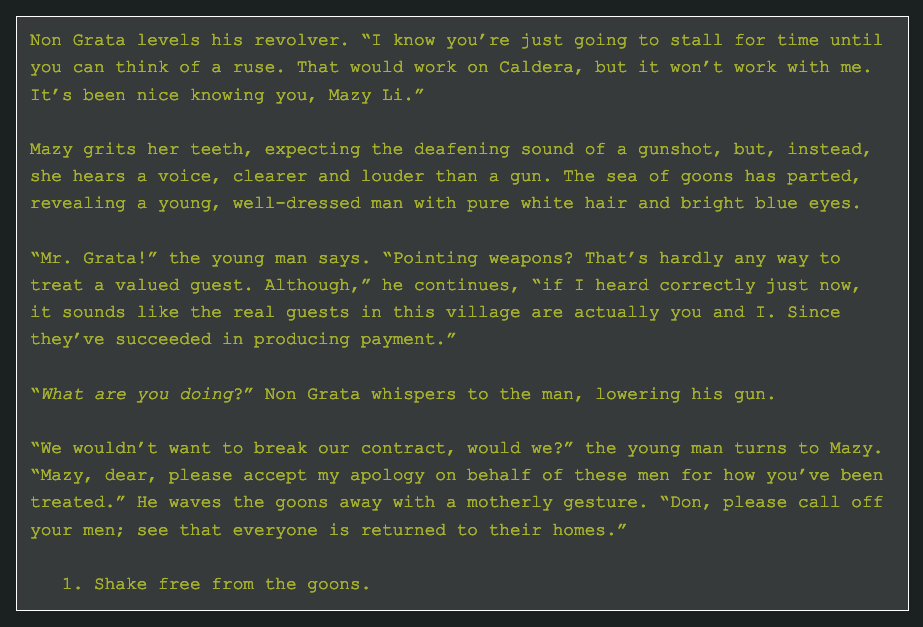 Non Grata levels his revolver. “I know you’re just going to stall for time until
you can think of a ruse. That would work on Caldera, but it won’t work with me.
It’s been nice knowing you, Mazy Li.”
Mazy grits her teeth, expecting the deafening sound of a gunshot, but, instead,
she hears a voice, clearer and louder than a gun. The sea of goons has parted,
revealing a young, well-dressed man with pure white hair and bright blue eyes.
“Mr. Grata!” the young man says. “Pointing weapons? That’s hardly any way to
treat a valued guest. Although,” he continues, “if I heard correctly just now,
it sounds like the real guests in this village are actually you and I. Since
they’ve succeeded in producing payment.”
“What are you doing?” Non Grata whispers to the man, lowering his gun.
“We wouldn’t want to break our contract, would we?” the young man turns to Mazy.
“Mazy, dear, please accept my apology on behalf of these men for how you’ve been
treated.” He waves the goons away with a motherly gesture. “Don, please call off
your men; see that everyone is returned to their homes.”
1. Shake free from the goons.